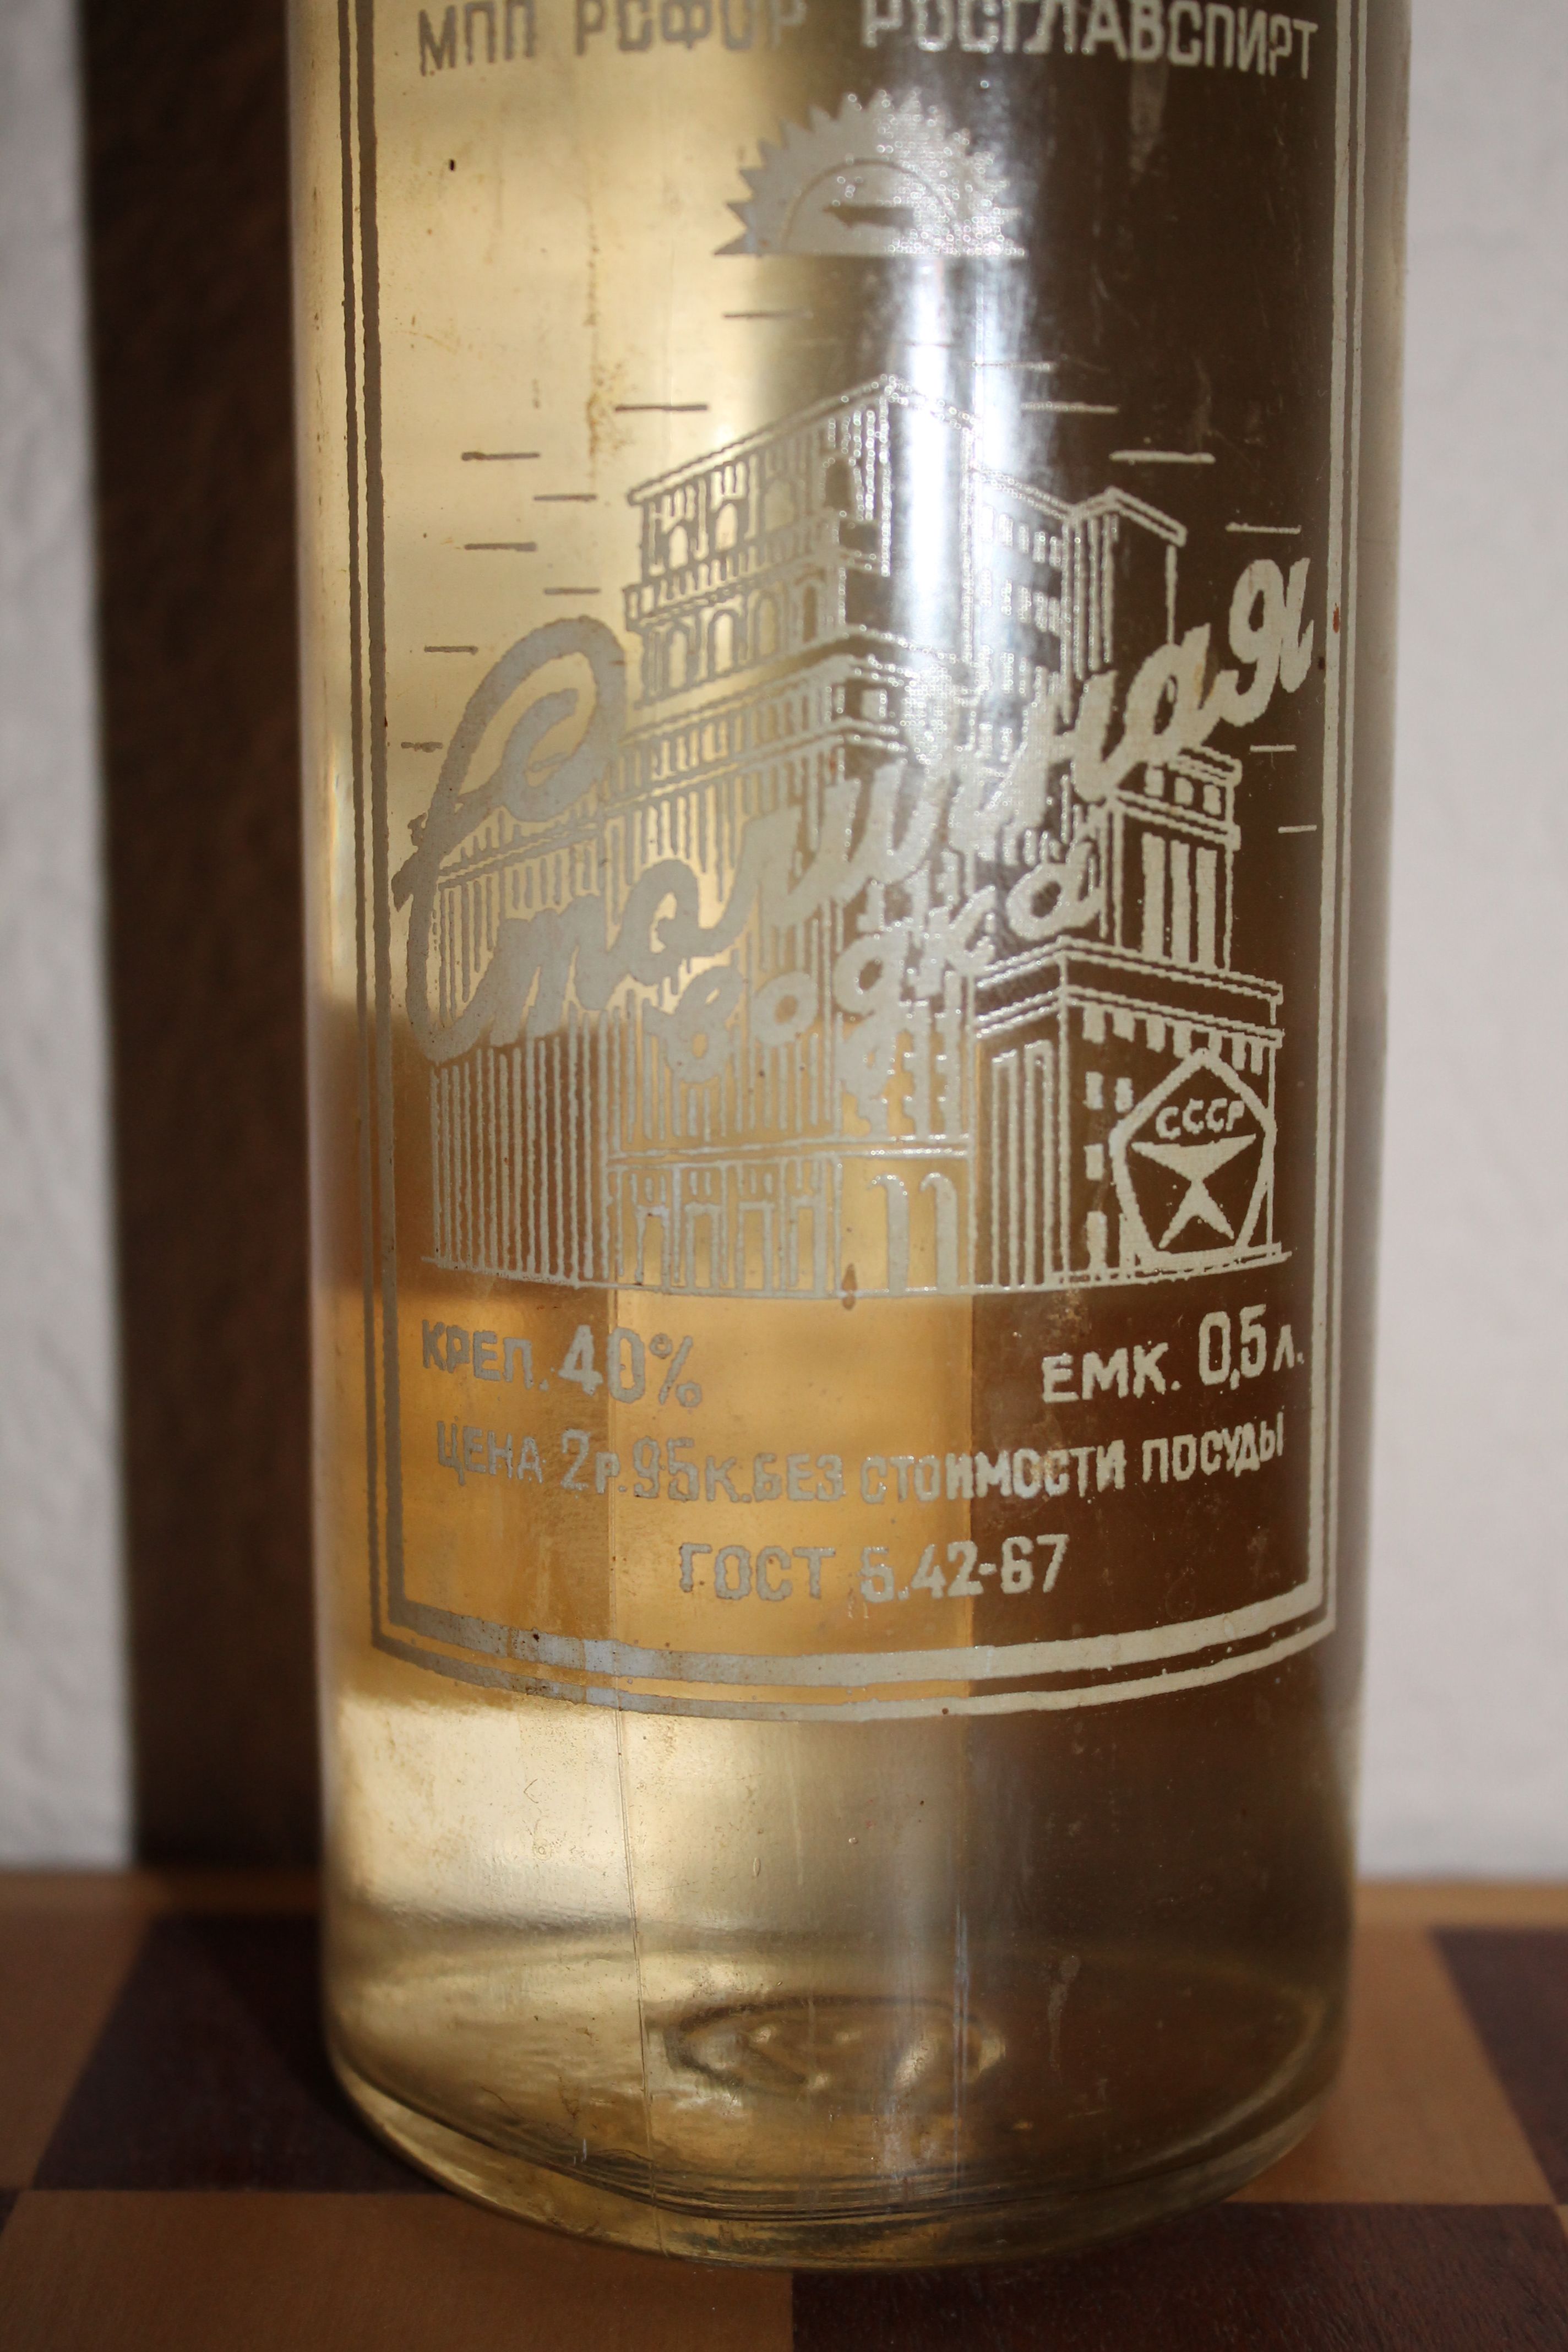 МПП РСФСР РОСГЛАВСПИРТ
Столичная
водка
СССР
КРЕП. 40% ЕМК. 0,5 л.
ЦЕНА 2р.95к.БЕЗ СТОИМОСТИ ПОСУДЫ
ГОСТ 5.42-67